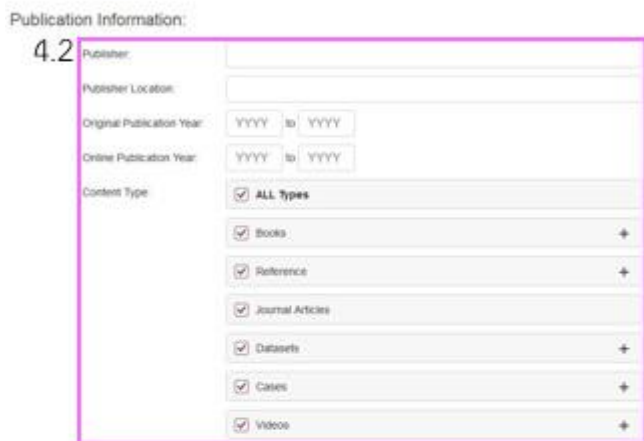 Publication Information:
4.2
Publisher:
Publisher Location:
Original Publication Year: YYYY to YYYY
Online Publication Year: YYYY to YYYY
Content Type: ALL Types
Books +
Reference +
Journal Articles
Datasets +
Cases +
Videos +